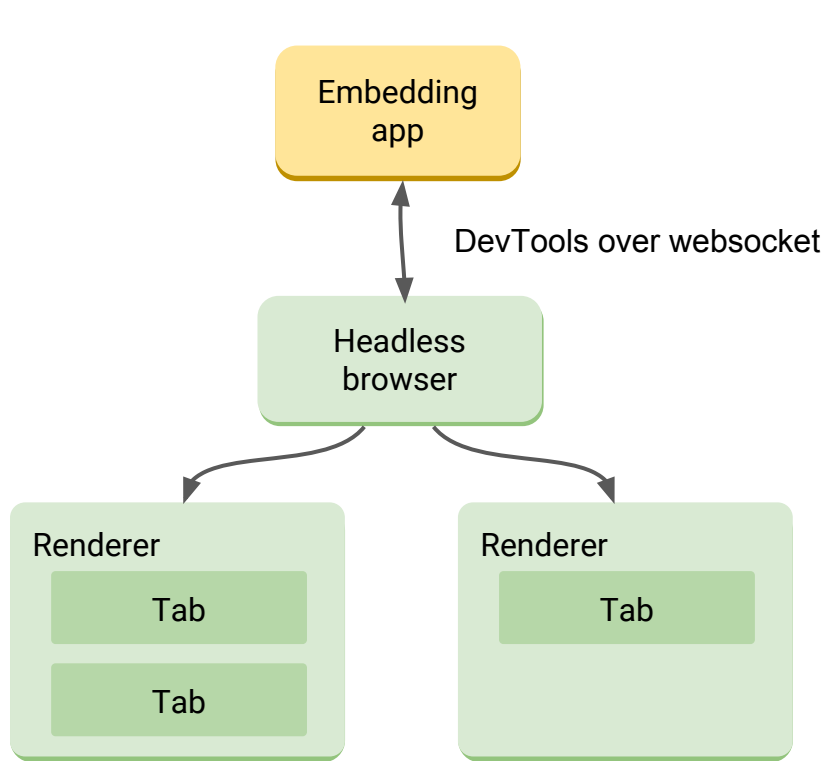 Embedding
app
DevTools over websocket
Headless
browser
Renderer
Tab
Tab
Renderer
Tab